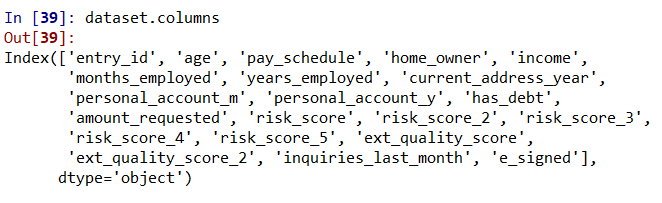 In [39]: dataset.columns
Out[39]:
Index(['entry_id', 'age', 'pay_schedule', 'home_owner', 'income',
'months_employed', 'years_employed', 'current_address_year',
'personal_account_m', 'personal_account_y', 'has_debt',
'amount_requested', 'risk_score', 'risk_score_2', 'risk_score_3',
'risk_score_4', 'risk_score_5', 'ext_quality_score',
'ext_quality_score_2', 'inquiries_last_month', 'e_signed'],
dtype='object')